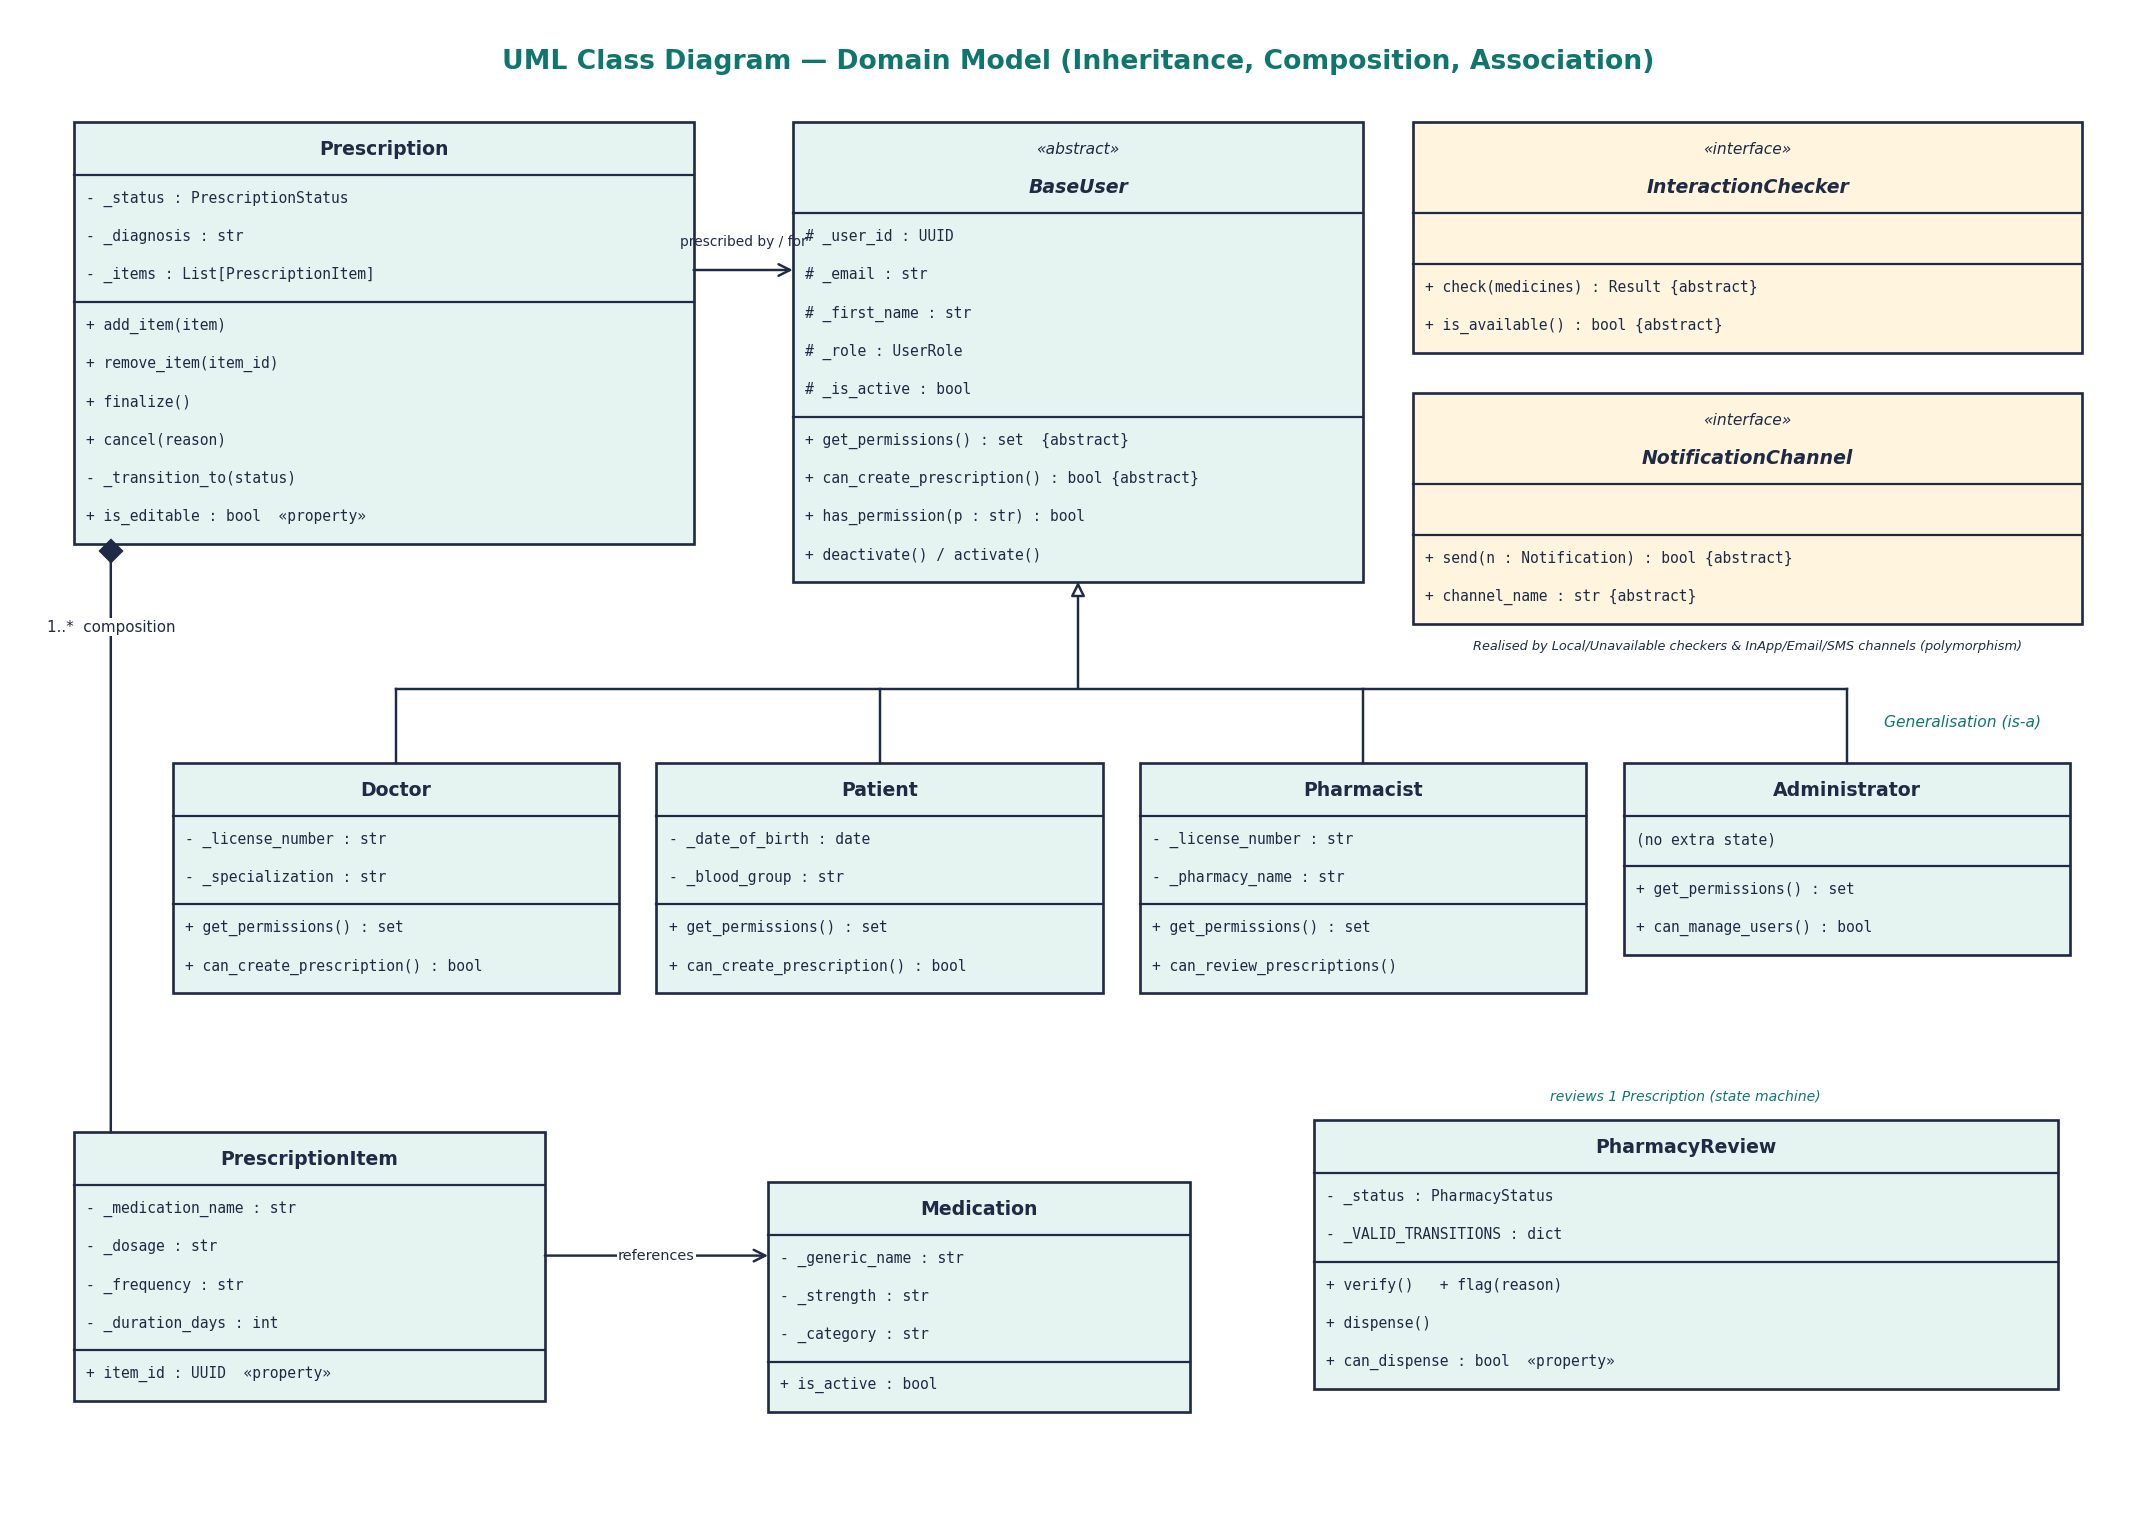 UML Class Diagram — Domain Model (Inheritance, Composition, Association)
Prescription
- _status : PrescriptionStatus
- _diagnosis : str
- _items : List[PrescriptionItem]
+ add_item(item)
+ remove_item(item_id)
+ finalize()
+ cancel(reason)
- _transition_to(status)
+ is_editable : bool  «property»
prescribed by / for
«abstract»
BaseUser
# _user_id : UUID
# _email : str
# _first_name : str
# _role : UserRole
# _is_active : bool
+ get_permissions() : set  {abstract}
+ can_create_prescription() : bool {abstract}
+ has_permission(p : str) : bool
+ deactivate() / activate()
«interface»
InteractionChecker
+ check(medicines) : Result {abstract}
+ is_available() : bool {abstract}
«interface»
NotificationChannel
+ send(n : Notification) : bool {abstract}
+ channel_name : str {abstract}
Realised by Local/Unavailable checkers & InApp/Email/SMS channels (polymorphism)
1..*  composition
Generalisation (is-a)
Doctor
- _license_number : str
- _specialization : str
+ get_permissions() : set
+ can_create_prescription() : bool
Patient
- _date_of_birth : date
- _blood_group : str
+ get_permissions() : set
+ can_create_prescription() : bool
Pharmacist
- _license_number : str
- _pharmacy_name : str
+ get_permissions() : set
+ can_review_prescriptions()
Administrator
(no extra state)
+ get_permissions() : set
+ can_manage_users() : bool
PrescriptionItem
- _medication_name : str
- _dosage : str
- _frequency : str
- _duration_days : int
+ item_id : UUID  «property»
references
Medication
- _generic_name : str
- _strength : str
- _category : str
+ is_active : bool
reviews 1 Prescription (state machine)
PharmacyReview
- _status : PharmacyStatus
- _VALID_TRANSITIONS : dict
+ verify()   + flag(reason)
+ dispense()
+ can_dispense : bool  «property»